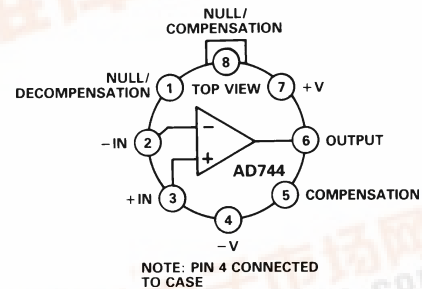 NULL/
COMPENSATION
8
NULL/
DECOMPENSATION
1
TOP VIEW
7
+V
-IN
2
−
6
OUTPUT
+
AD744
+IN
3
5
COMPENSATION
4
-V
NOTE: PIN 4 CONNECTED
TO CASE